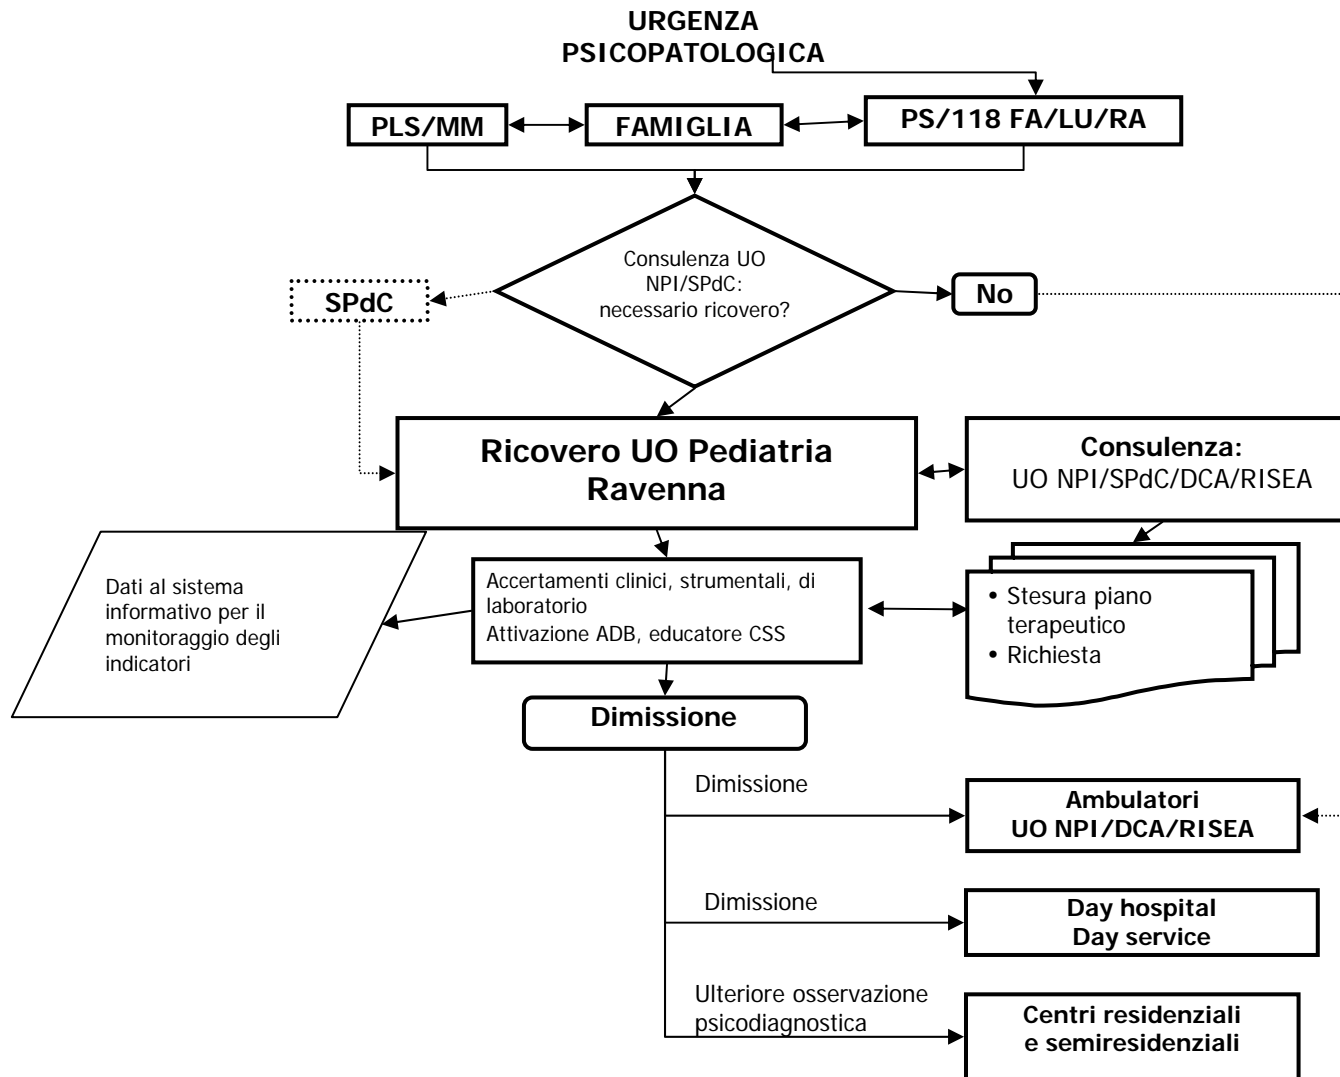 URGENZA
PSICOPATOLOGICA
PLS/MM
FAMIGLIA
PS/118 FA/LU/RA
Consulenza UO
NPI/SPdC:
necessario ricovero?
SPdC
No
Ricovero UO Pediatria
Ravenna
Consulenza:
UO NPI/SPdC/DCA/RISEA
Dati al sistema
informativo per il
monitoraggio degli
indicatori
Accertamenti clinici, strumentali, di
laboratorio
Attivazione ADB, educatore CSS
• Stesura piano
terapeutico
• Richiesta
Dimissione
Dimissione
Ambulatori
UO NPI/DCA/RISEA
Dimissione
Day hospital
Day service
Ulteriore osservazione
psicodiagnostica
Centri residenziali
e semiresidenziali